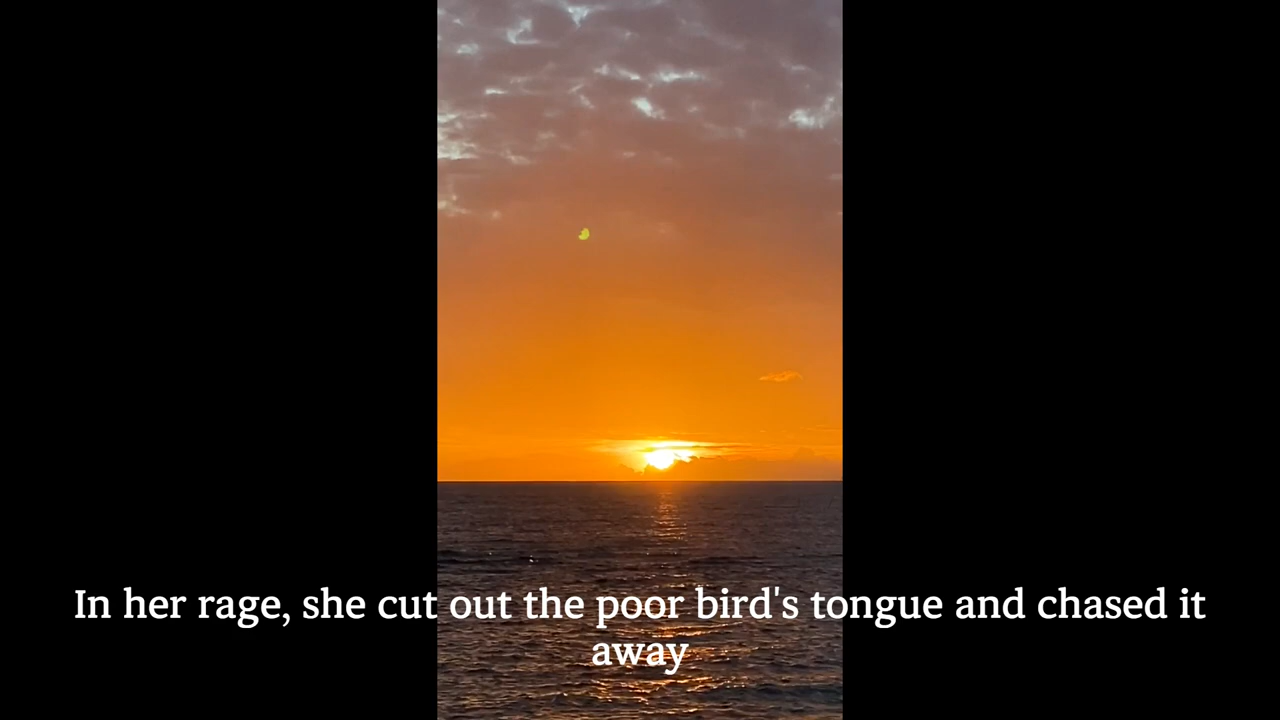 In her rage, she cut out the poor bird's tongue and chased it
away